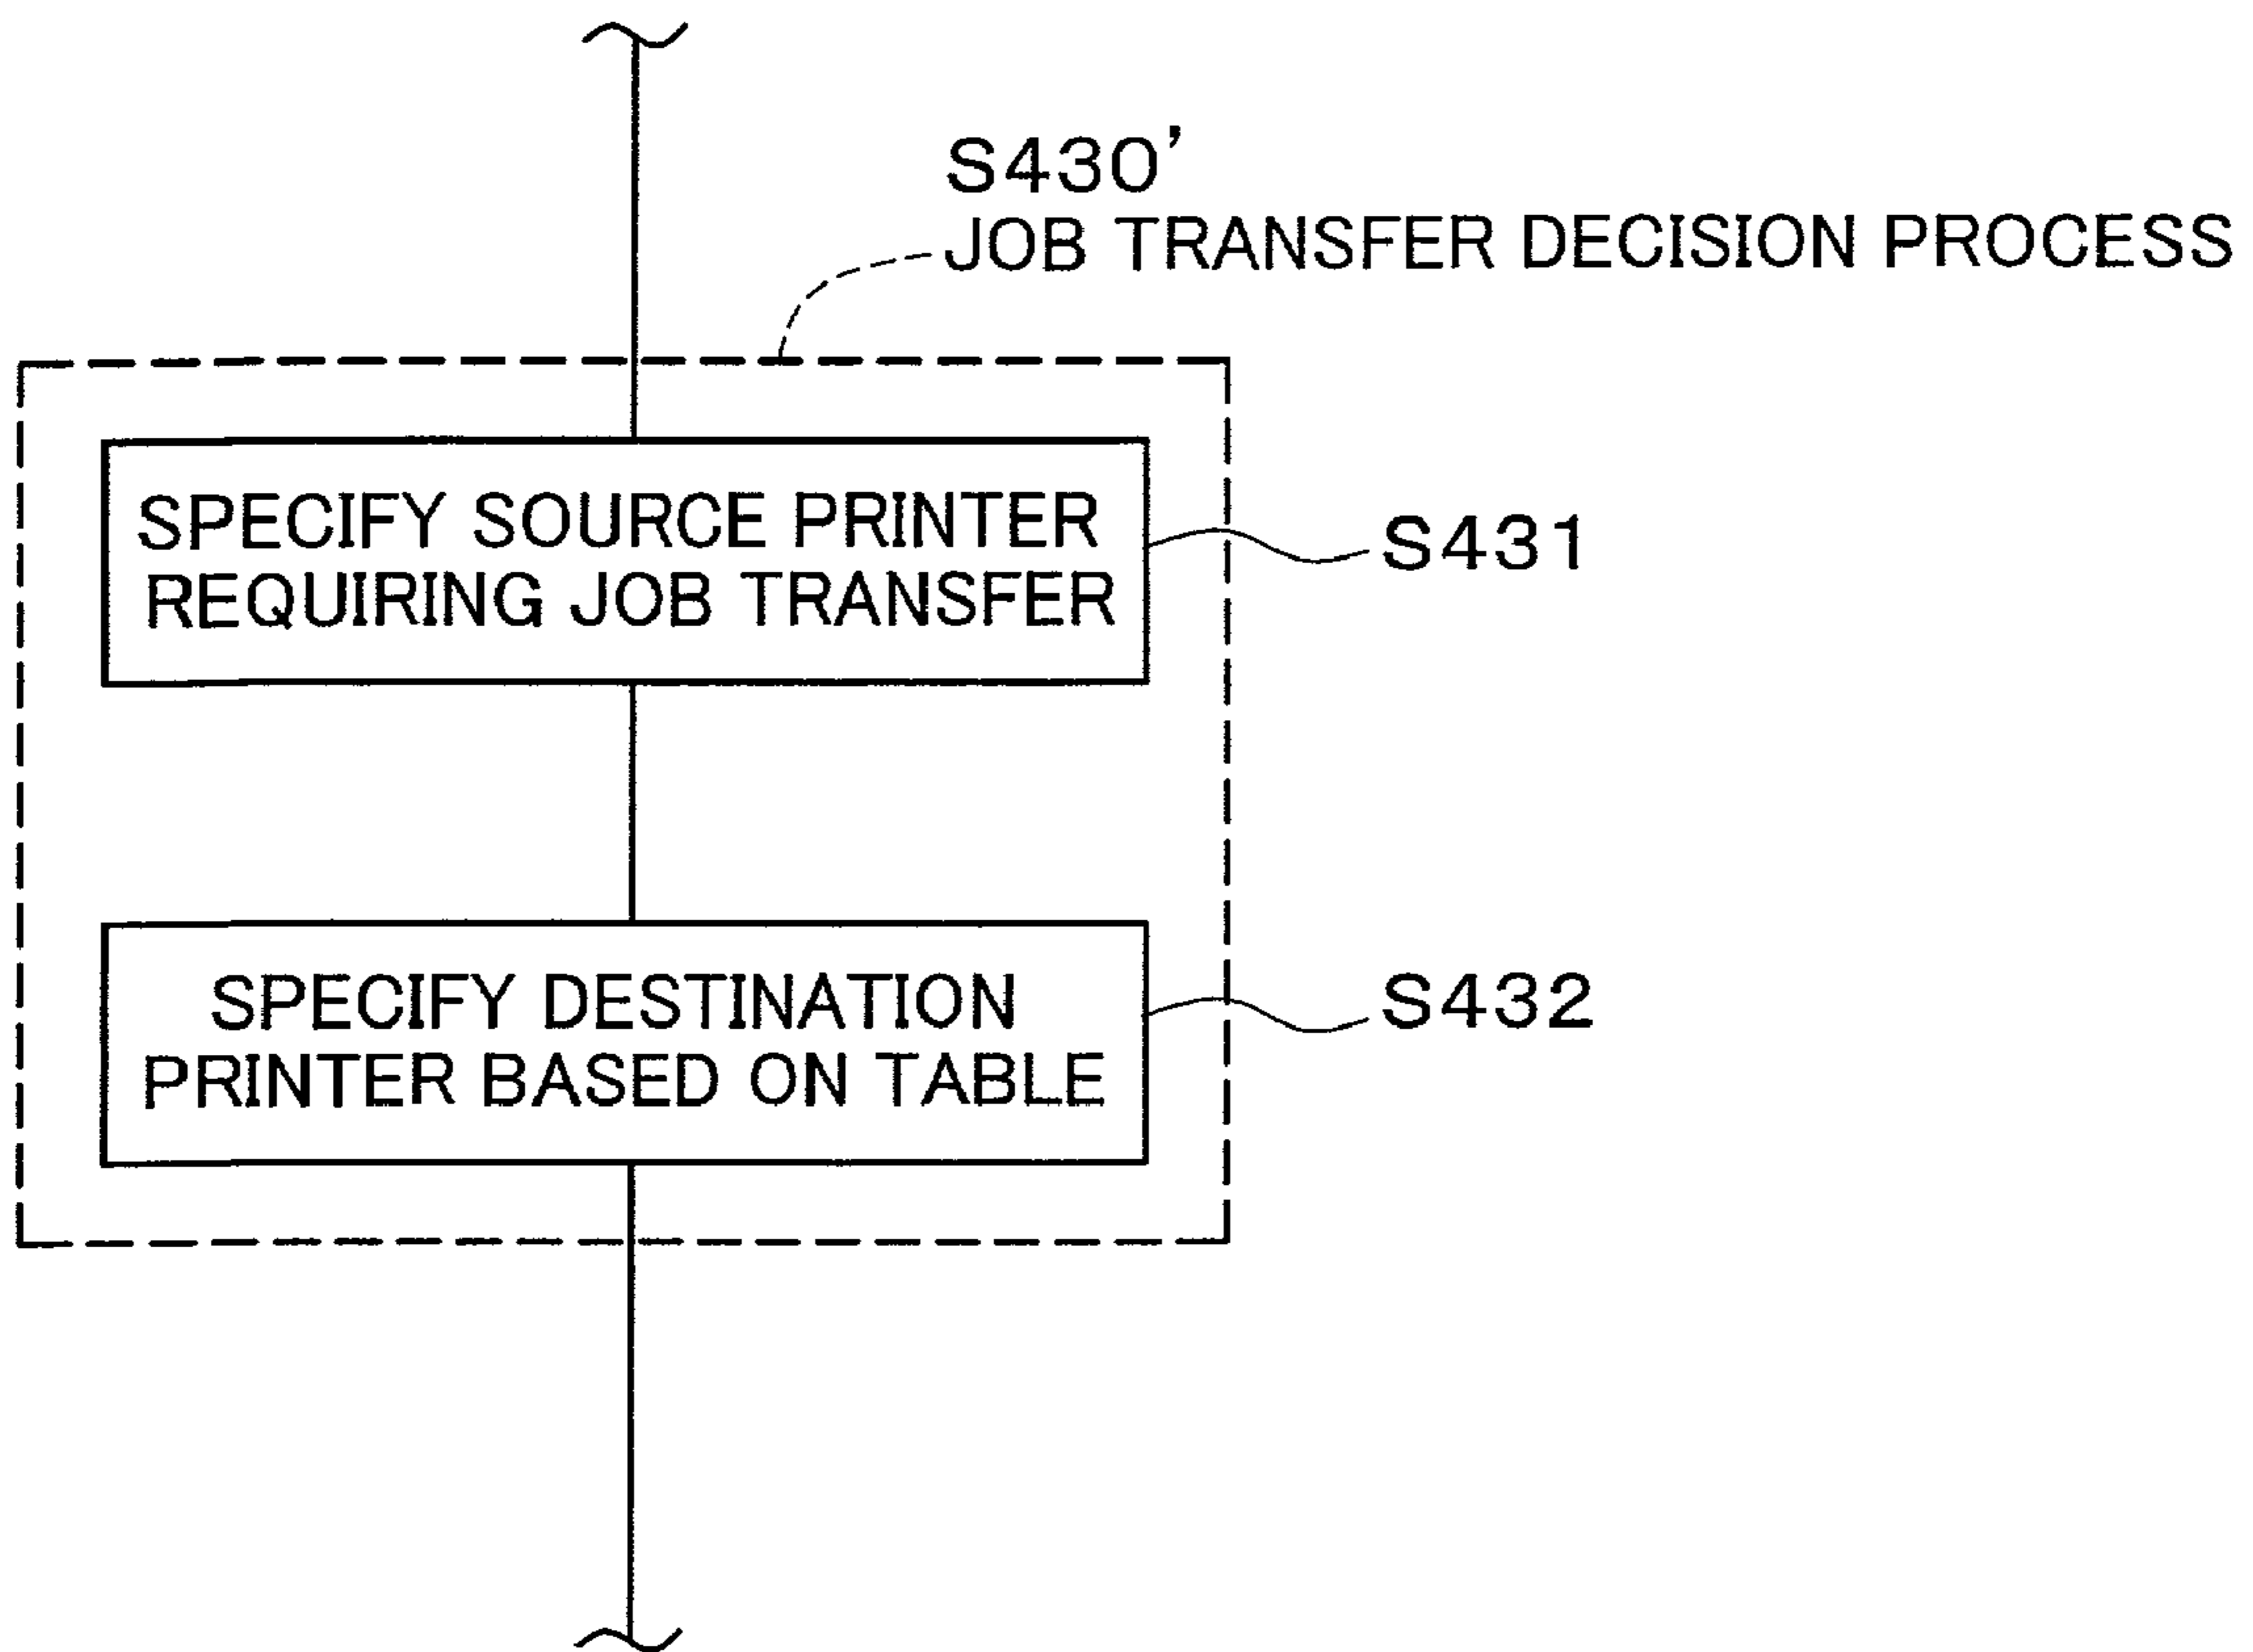 S430’
JOB TRANSFER DECISION PROCESS
SPECIFY SOURCE PRINTER
REQUIRING JOB TRANSFER
S431
SPECIFY DESTINATION
PRINTER BASED ON TABLE
S432